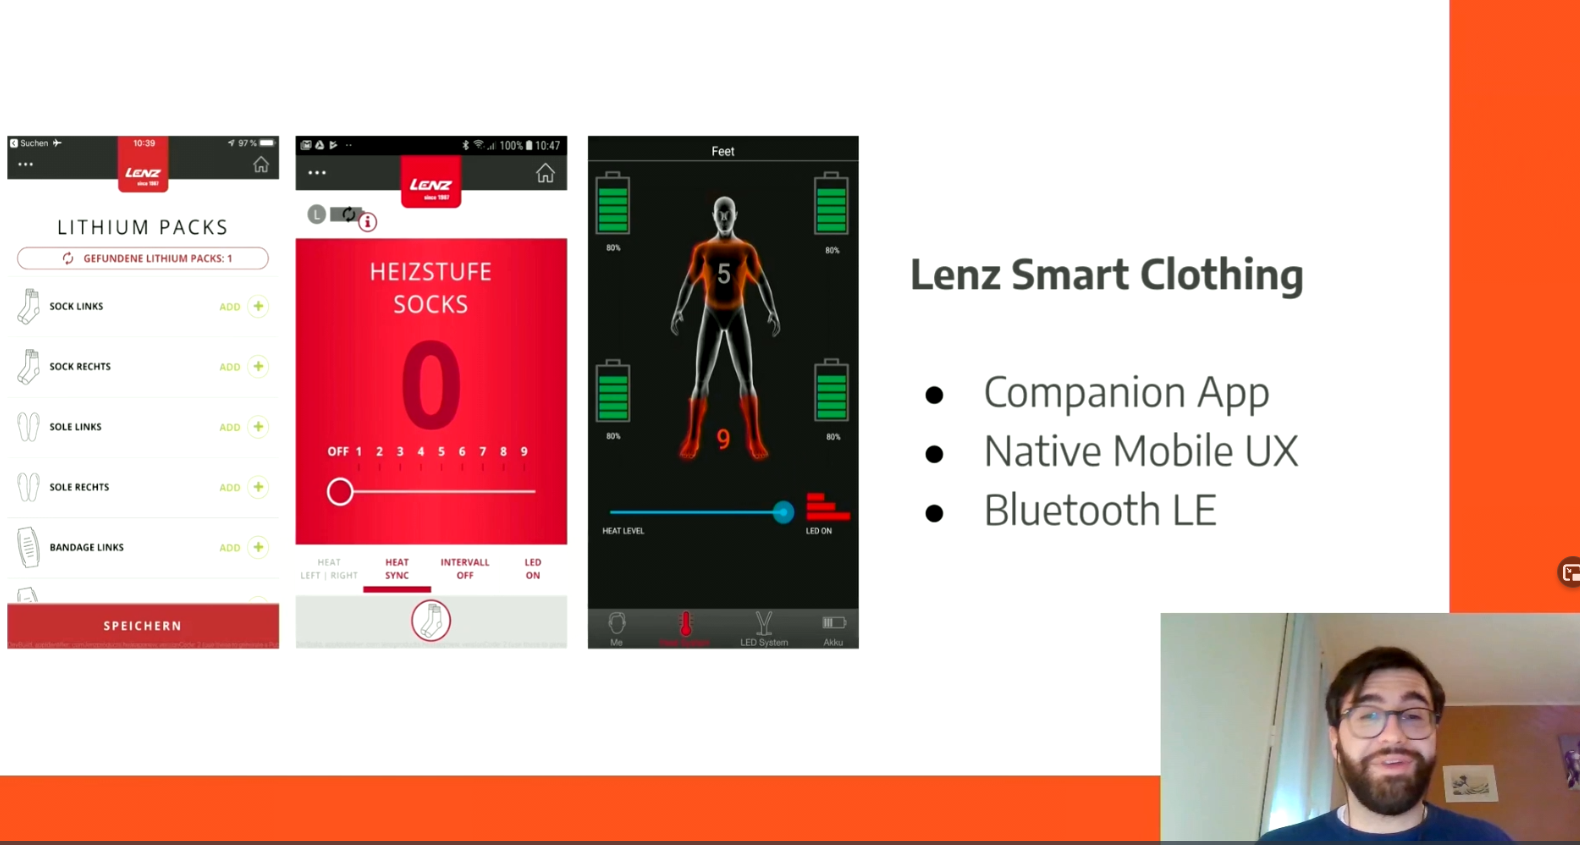 Suchen
10:39
97 %
LENZ
since 1987
LITHIUM PACKS
GEFUNDENE LITHIUM PACKS: 1
SOCK LINKS
ADD +
SOCK RECHTS
ADD +
SOLE LINKS
ADD +
SOLE RECHTS
ADD +
BANDAGE LINKS
ADD +
SPEICHERN
100% 10:47
LENZ
since 1987
L
i
HEIZSTUFE
SOCKS
0
OFF 1 2 3 4 5 6 7 8 9
HEAT
LEFT | RIGHT
HEAT
SYNC
INTERVALL
OFF
LED
ON
Feet
80%
80%
5
80%
80%
9
HEAT LEVEL
LED ON
Me
LED System
Akku
Lenz Smart Clothing
● Companion App
● Native Mobile UX
● Bluetooth LE